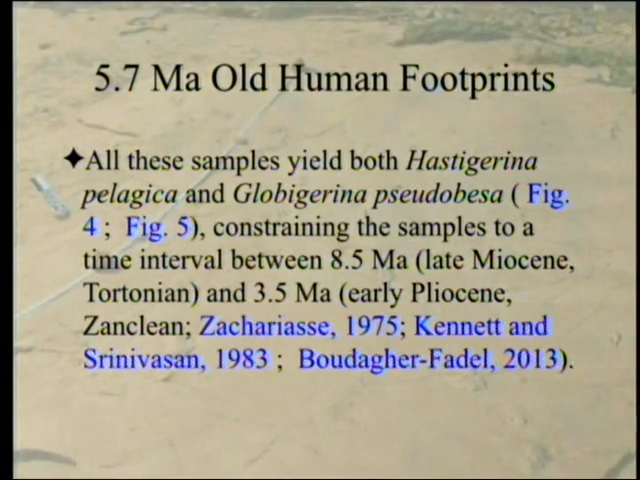 5.7 Ma Old Human Footprints
✦All these samples yield both Hastigerina
pelagica and Globigerina pseudobesa ( Fig.
4 ; Fig. 5), constraining the samples to a
time interval between 8.5 Ma (late Miocene,
Tortonian) and 3.5 Ma (early Pliocene,
Zanclean; Zachariasse, 1975; Kennett and
Srinivasan, 1983 ; Boudagher-Fadel, 2013).